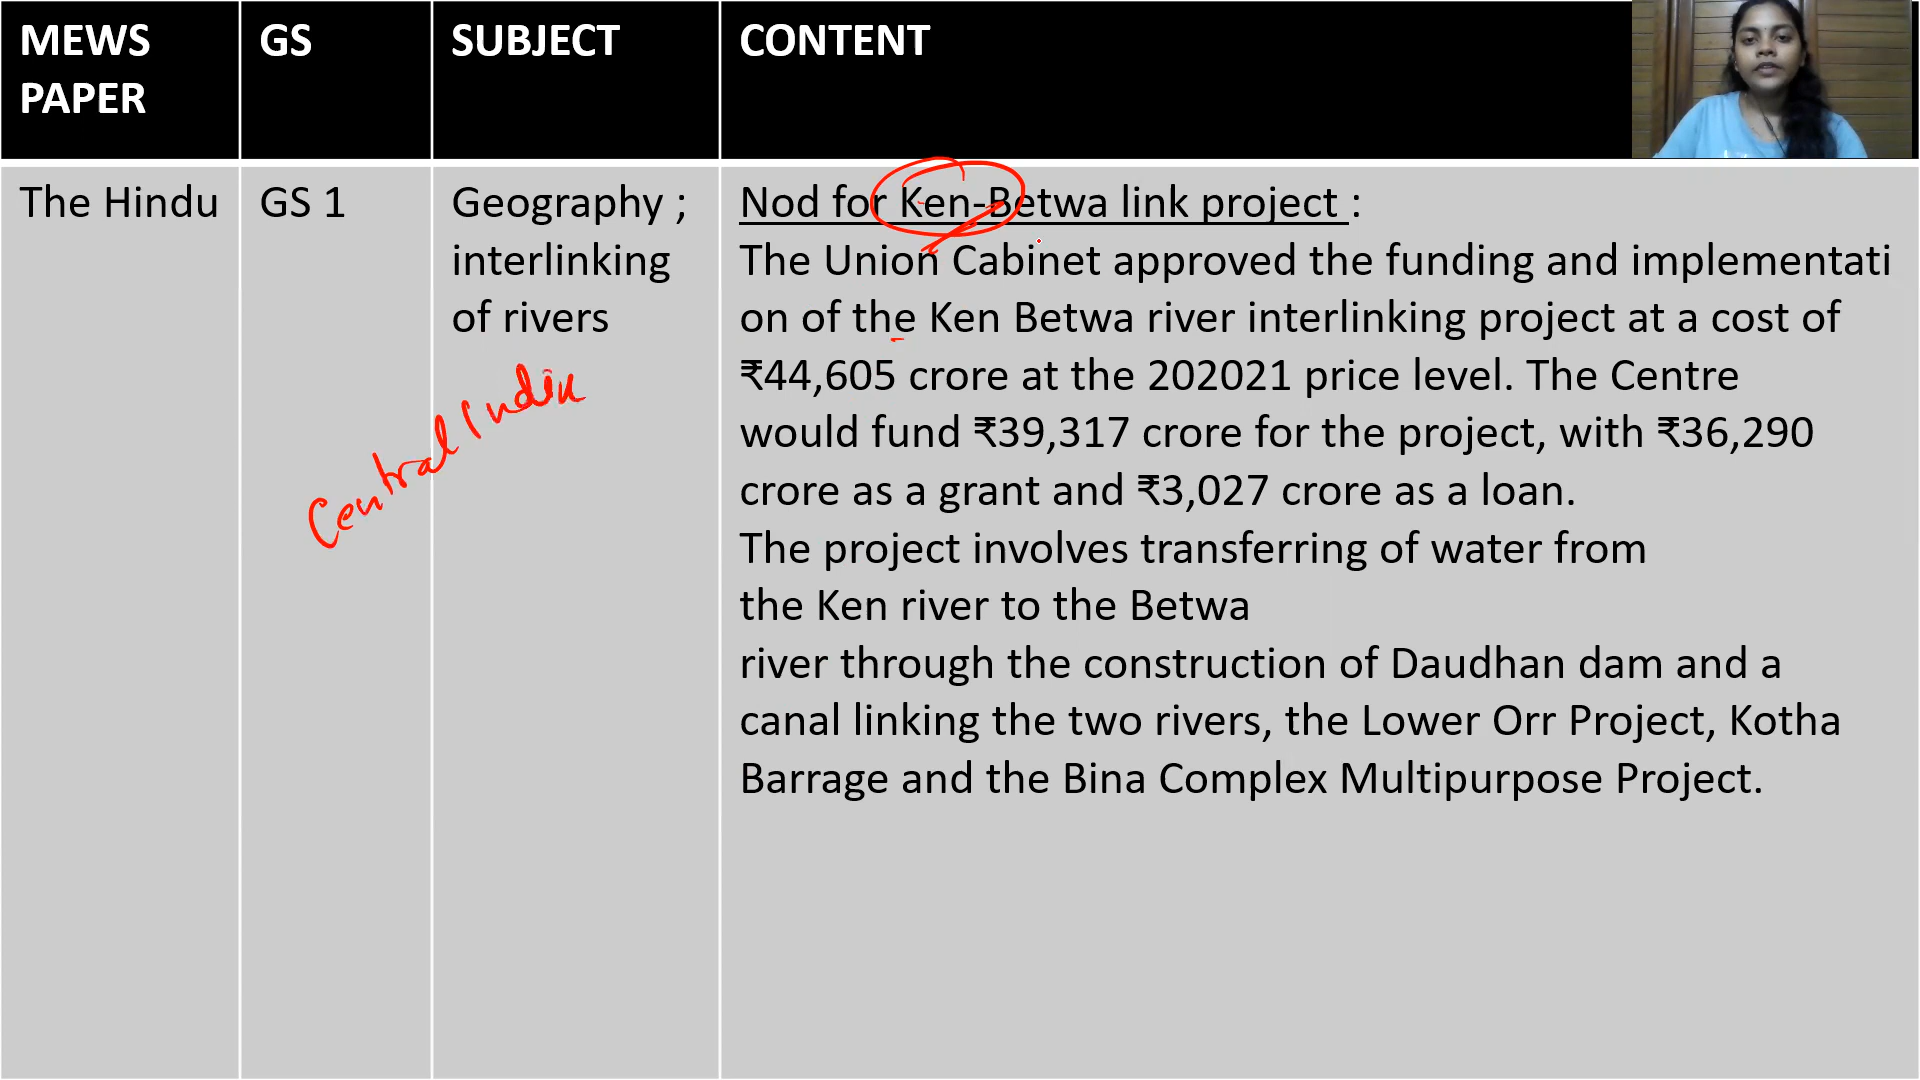 MEWS
PAPER
GS
SUBJECT
CONTENT
The Hindu
GS 1
Geography ;
interlinking
of rivers
Central India
Nod for Ken-Betwa link project :
The Union Cabinet approved the funding and implementati
on of the Ken Betwa river interlinking project at a cost of
₹44,605 crore at the 202021 price level. The Centre
would fund ₹39,317 crore for the project, with ₹36,290
crore as a grant and ₹3,027 crore as a loan.
The project involves transferring of water from
the Ken river to the Betwa
river through the construction of Daudhan dam and a
canal linking the two rivers, the Lower Orr Project, Kotha
Barrage and the Bina Complex Multipurpose Project.